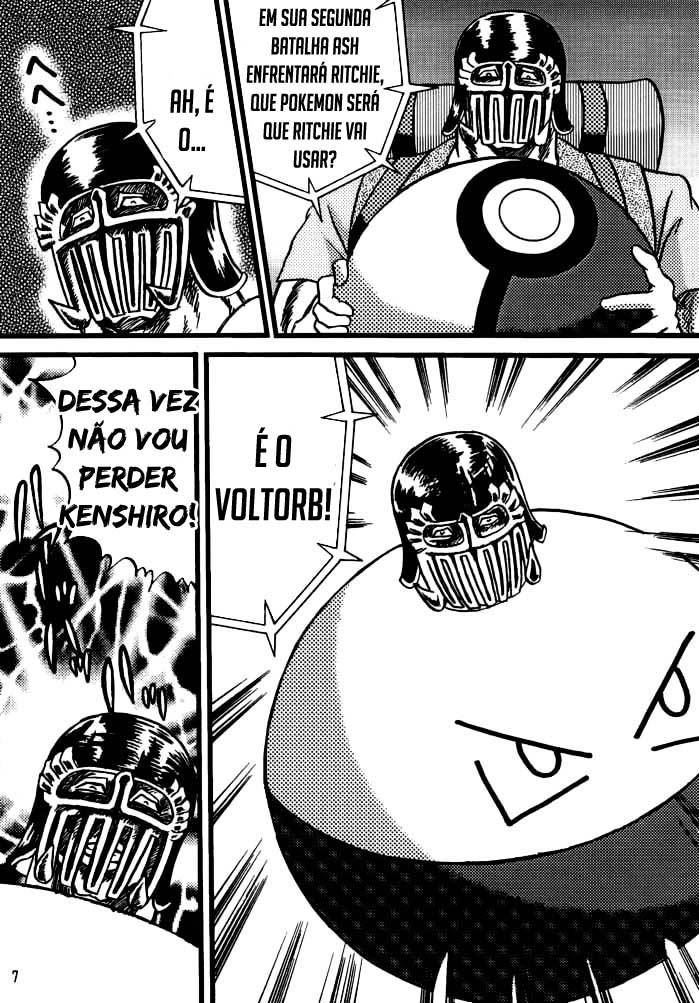 EM SUA SEGUNDA
BATALHA ASH
ENFRENTARÁ RITCHIE,
QUE POKEMON SERÁ
QUE RITCHIE VAI
USAR?
AH, É
O...
É O
VOLTORB!
DESSA VEZ
NÃO VOU
PERDER
KENSHIRO!
7